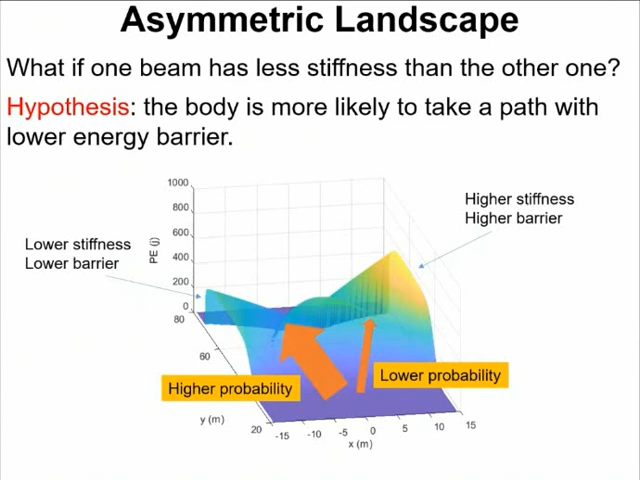 Asymmetric Landscape
What if one beam has less stiffness than the other one?
Hypothesis: the body is more likely to take a path with
lower energy barrier.
Higher stiffness
Higher barrier
Lower stiffness
Lower barrier
PE (j)
1000
800
600
400
200
0
80
60
20
y (m)
-15
-10
-5
0
5
10
15
x (m)
Higher probability
Lower probability